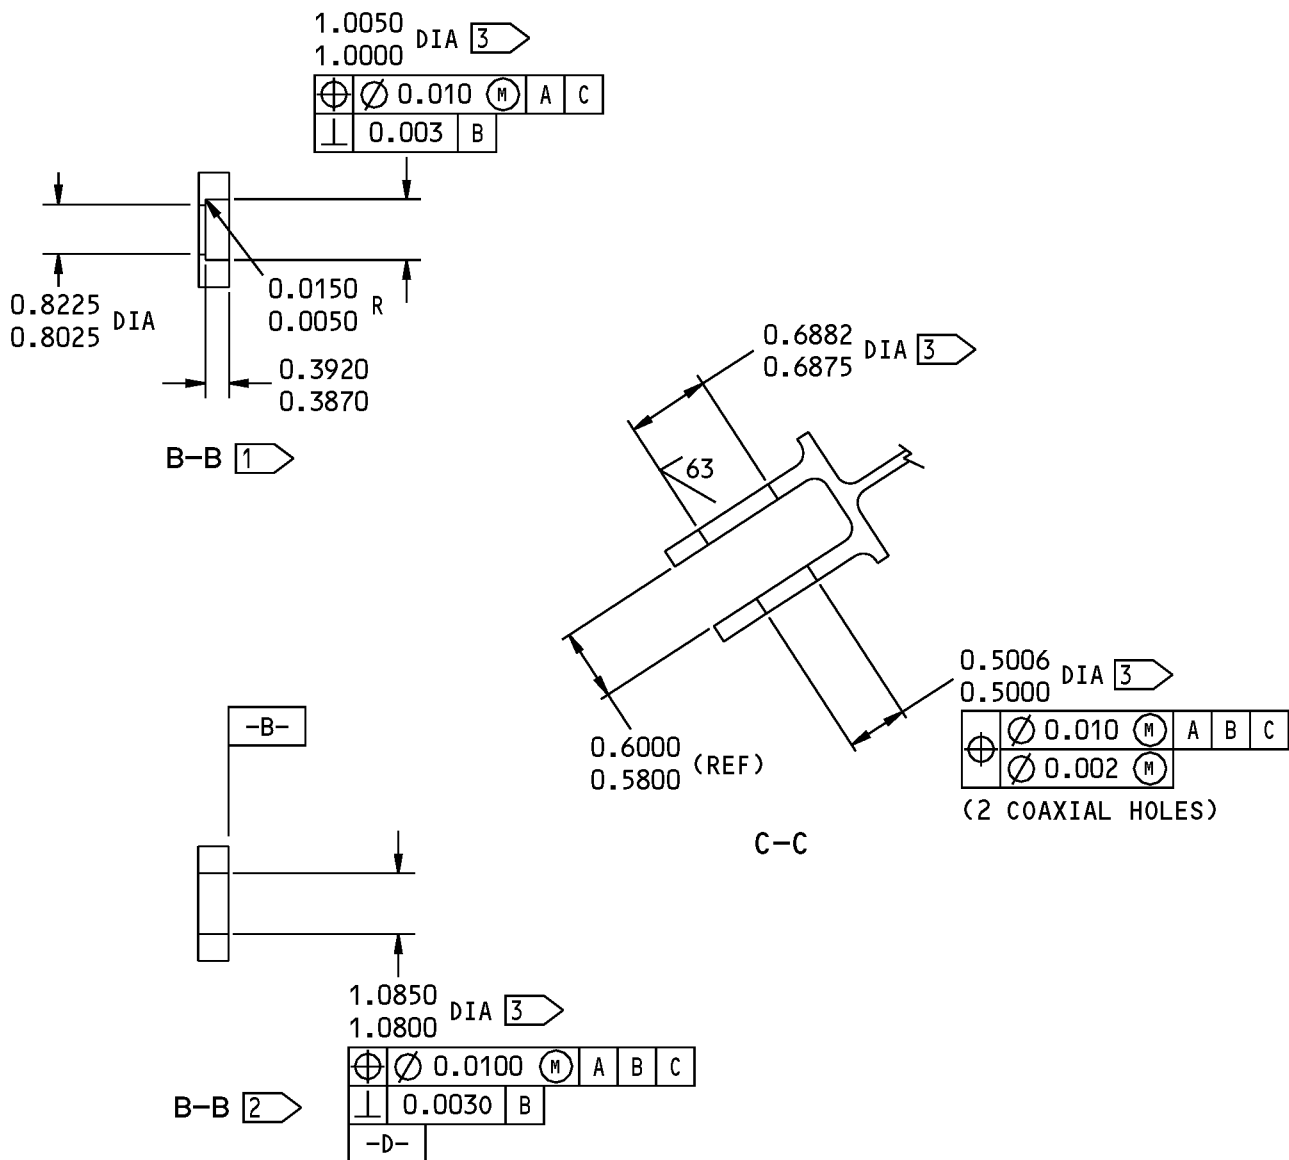 1.0050
1.0000 DIA 3
⌖ ⌀ 0.010 Ⓜ A C
⊥ 0.003 B
0.8225
0.8025 DIA
0.0150
0.0050 R
0.3920
0.3870
B-B 1
0.6882
0.6875 DIA 3
63
0.6000
0.5800 (REF)
0.5006
0.5000 DIA 3
⌖ ⌀ 0.010 Ⓜ A B C
⌀ 0.002 Ⓜ
(2 COAXIAL HOLES)
C-C
-B-
1.0850
1.0800 DIA 3
⌖ ⌀ 0.0100 Ⓜ A B C
⊥ 0.0030 B
-D-
B-B 2